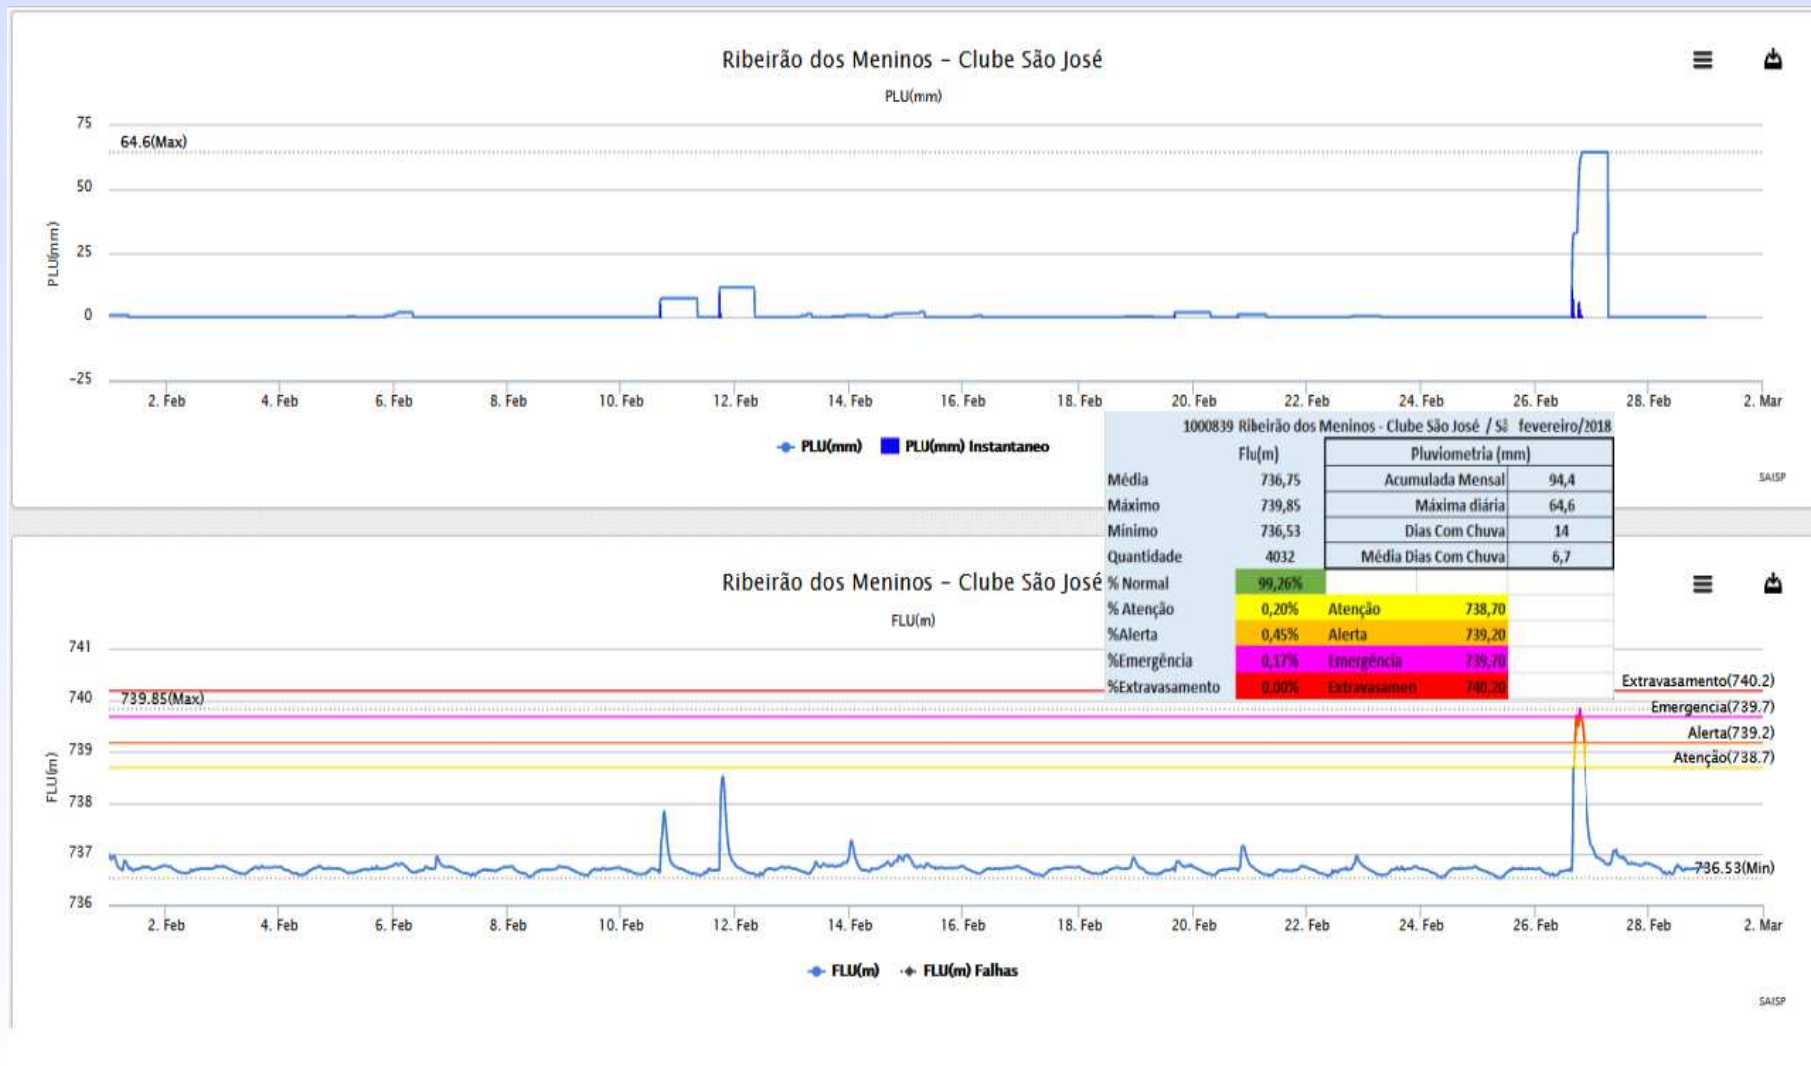 Ribeirão dos Meninos - Clube São José
PLU(mm)
75
64.6(Max)
50
25
0
-25
PLU(mm)
2. Feb 4. Feb 6. Feb 8. Feb 10. Feb 12. Feb 14. Feb 16. Feb 18. Feb 20. Feb 22. Feb 24. Feb 26. Feb 28. Feb 2. Mar
PLU(mm) PLU(mm) Instantaneo
SAISP
1000839 Ribeirão dos Meninos - Clube São José / Sã fevereiro/2018
Flu(m) Pluviometria (mm)
Média 736,75 Acumulada Mensal 94,4
Máximo 739,85 Máxima diária 64,6
Mínimo 736,53 Dias Com Chuva 14
Quantidade 4032 Média Dias Com Chuva 6,7
% Normal 99,26%
% Atenção 0,20% Atenção 738,70
%Alerta 0,45% Alerta 739,20
%Emergência 0,17% Emergência 739,70
%Extravasamento 0,00% Extravasamen 740,20
Ribeirão dos Meninos - Clube São José
FLU(m)
741
740
739
738
737
736
FLU(m)
739.85(Max)
Extravasamento(740.2)
Emergencia(739.7)
Alerta(739.2)
Atenção(738.7)
736.53(Min)
2. Feb 4. Feb 6. Feb 8. Feb 10. Feb 12. Feb 14. Feb 16. Feb 18. Feb 20. Feb 22. Feb 24. Feb 26. Feb 28. Feb 2. Mar
FLU(m) FLU(m) Falhas
SAISP